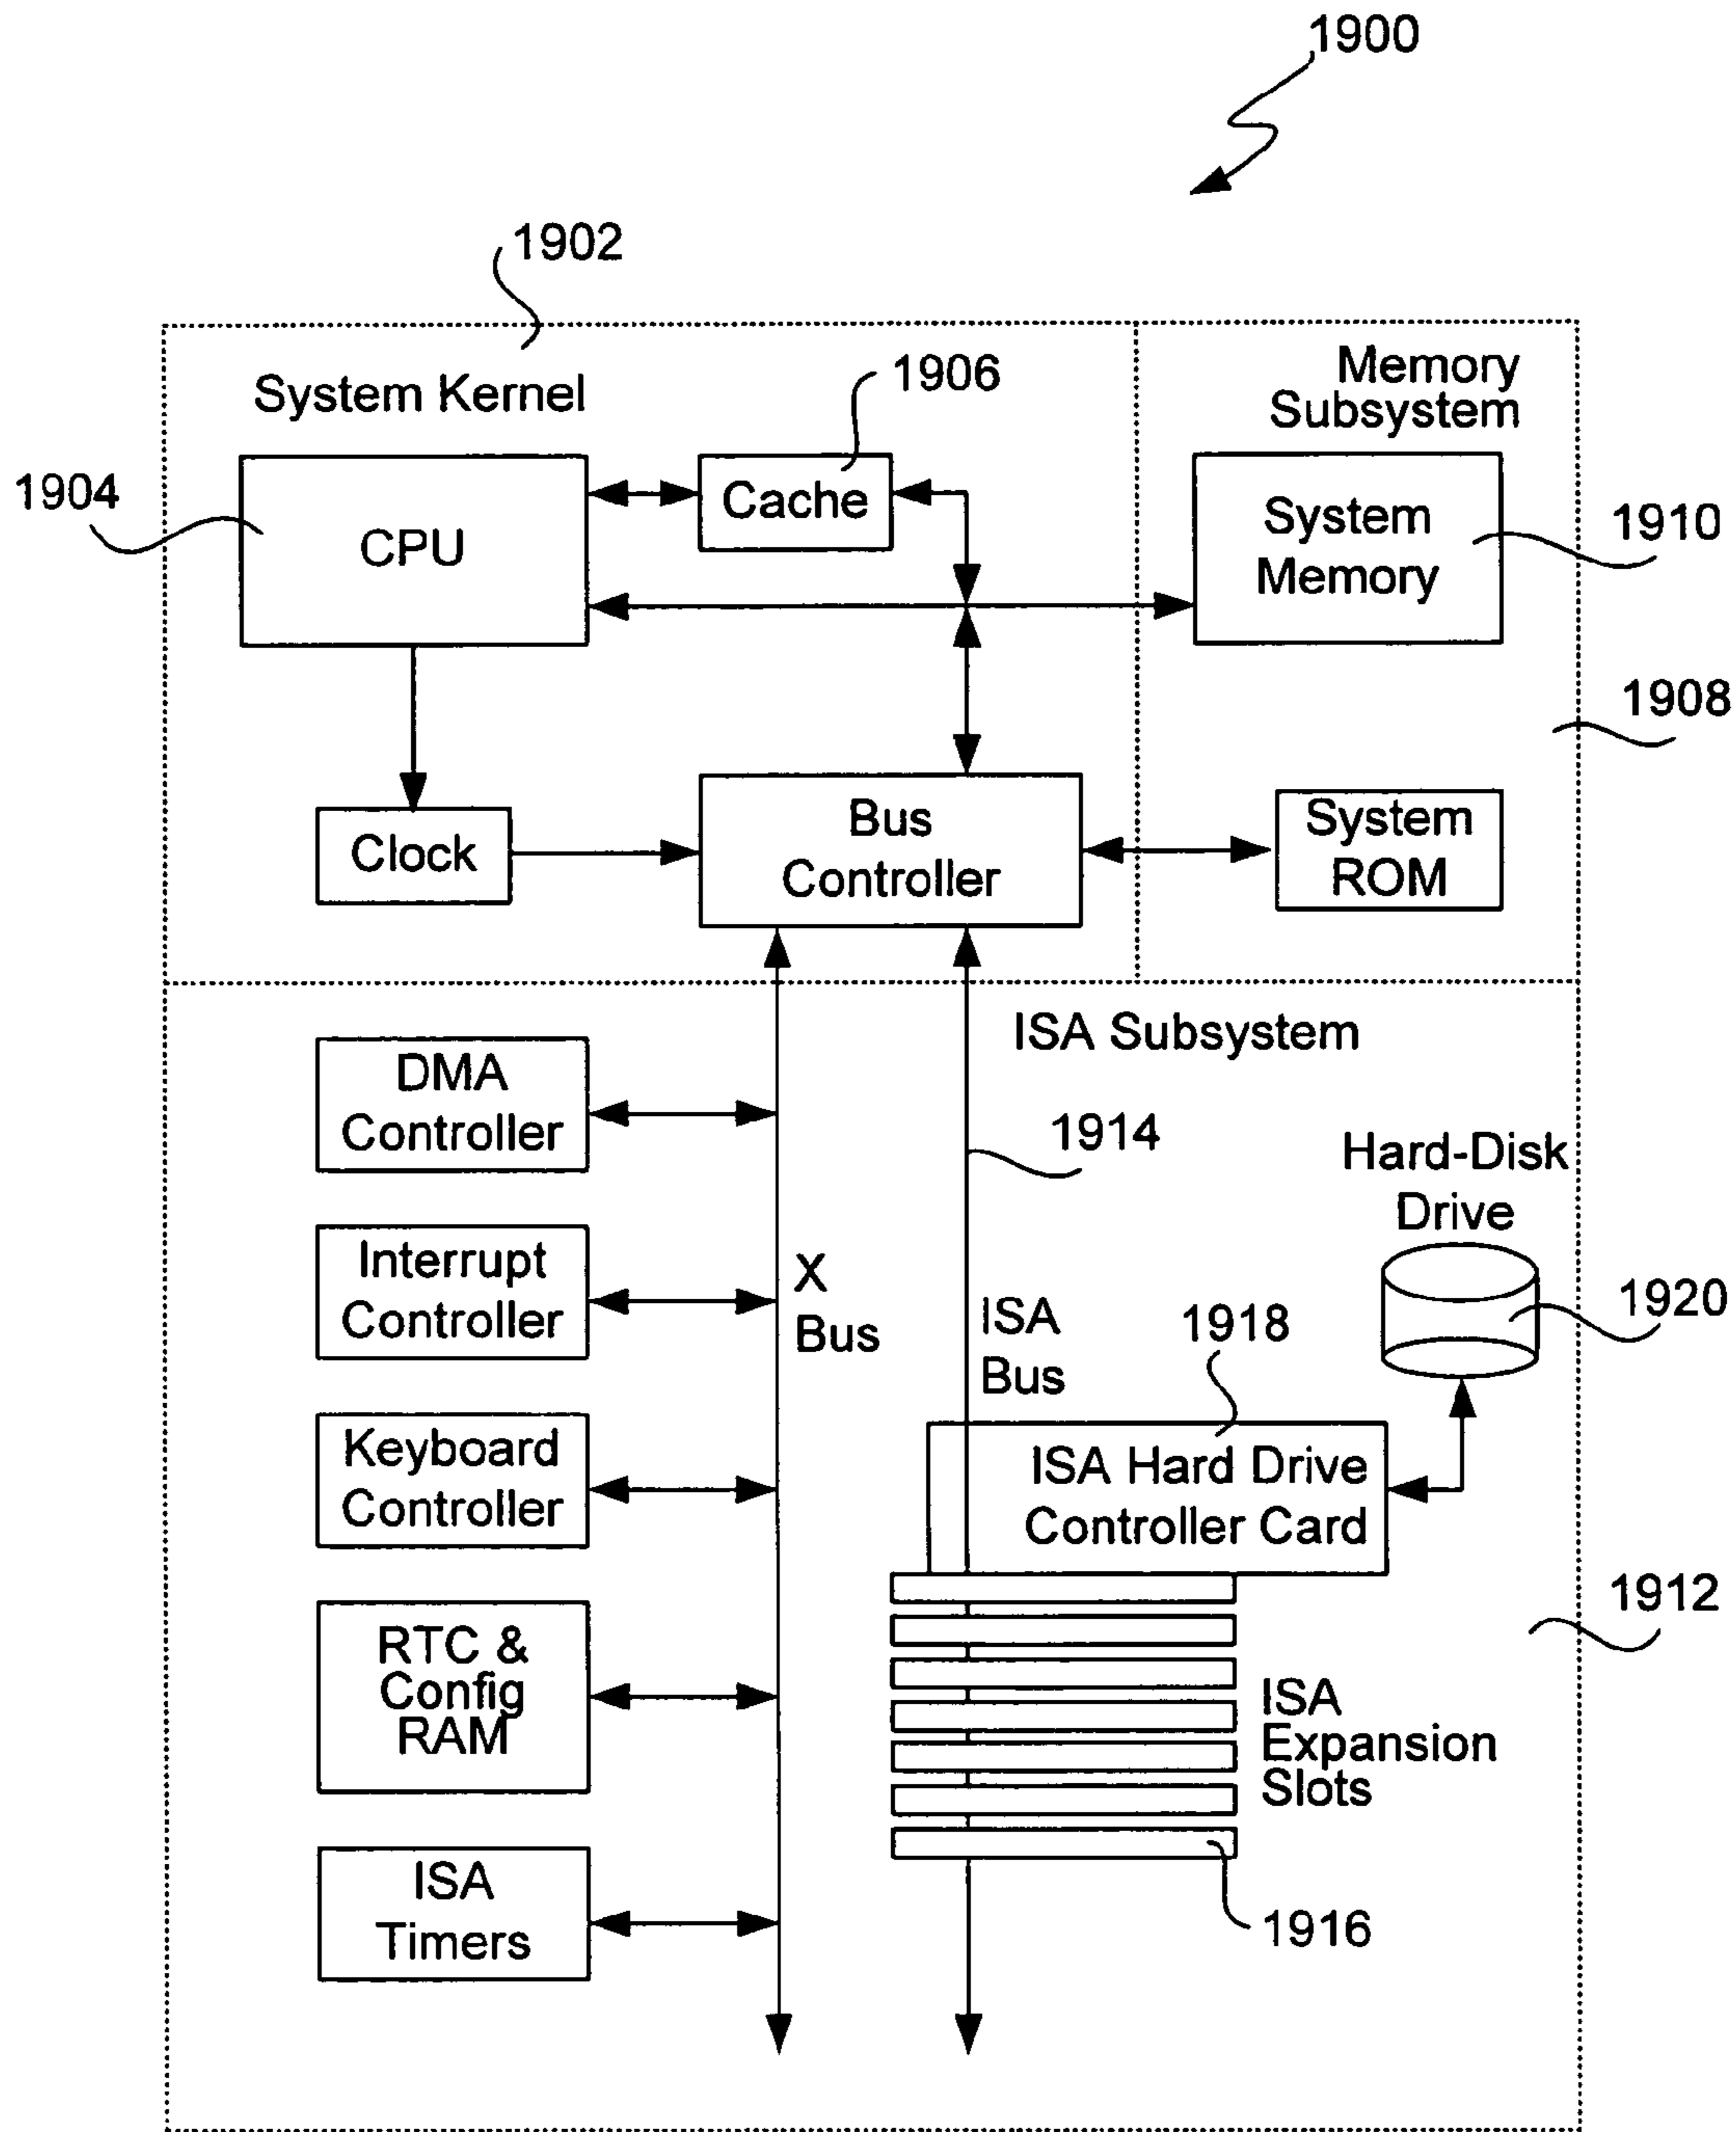 1900
1902
System Kernel
1906
Memory
Subsystem
1904
CPU
Cache
System
Memory
1910
1908
Clock
Bus
Controller
System
ROM
ISA Subsystem
DMA
Controller
1914
Hard-Disk
Drive
Interrupt
Controller
X
Bus
ISA
Bus
1918
1920
Keyboard
Controller
ISA Hard Drive
Controller Card
1912
RTC &
Config
RAM
ISA
Expansion
Slots
ISA
Timers
1916